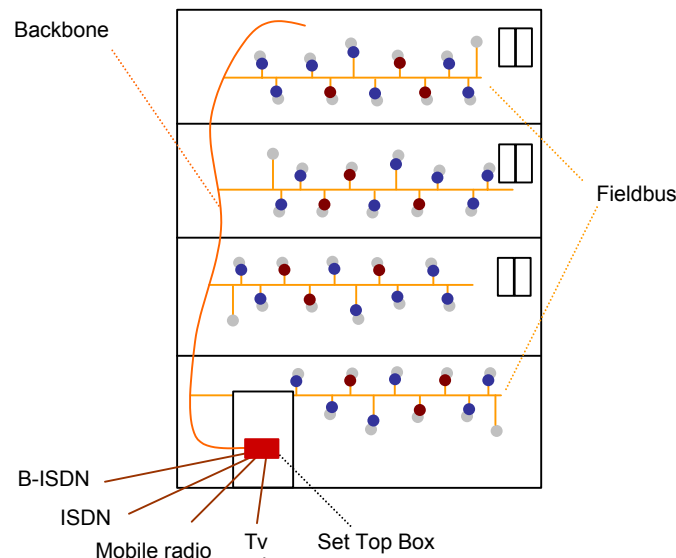 Backbone
Fieldbus
B-ISDN
ISDN
Mobile radio
Tv
Set Top Box